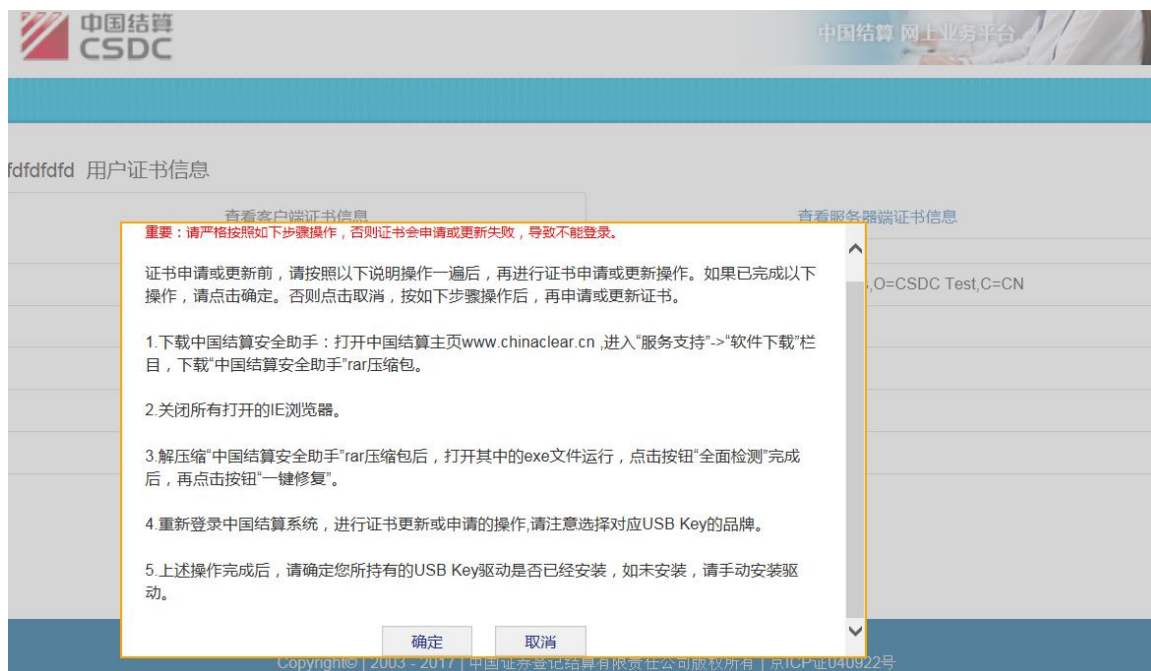 中国结算
CSDC
中国结算 网上业务平台
fdfdfdfd 用户证书信息
查看客户端证书信息
查看服务器端证书信息
,O=CSDC Test,C=CN
重要:请严格按照如下步骤操作,否则证书会申请或更新失败,导致不能登录。
证书申请或更新前,请按照以下说明操作一遍后,再进行证书申请或更新操作。如果已完成以下
操作,请点击确定。否则点击取消,按如下步骤操作后,再申请或更新证书。
1.下载中国结算安全助手:打开中国结算主页www.chinaclear.cn ,进入“服务支持”->“软件下载”栏
目,下载“中国结算安全助手”rar压缩包。
2.关闭所有打开的IE浏览器。
3.解压缩“中国结算安全助手”rar压缩包后,打开其中的exe文件运行,点击按钮“全面检测”完成
后,再点击按钮“一键修复”。
4.重新登录中国结算系统,进行证书更新或申请的操作,请注意选择对应USB Key的品牌。
5.上述操作完成后,请确定您所持有的USB Key驱动是否已经安装,如未安装,请手动安装驱
动。
确定
取消
Copyright© | 2003 - 2017 | 中国证券登记结算有限责任公司版权所有 | 京ICP证040922号